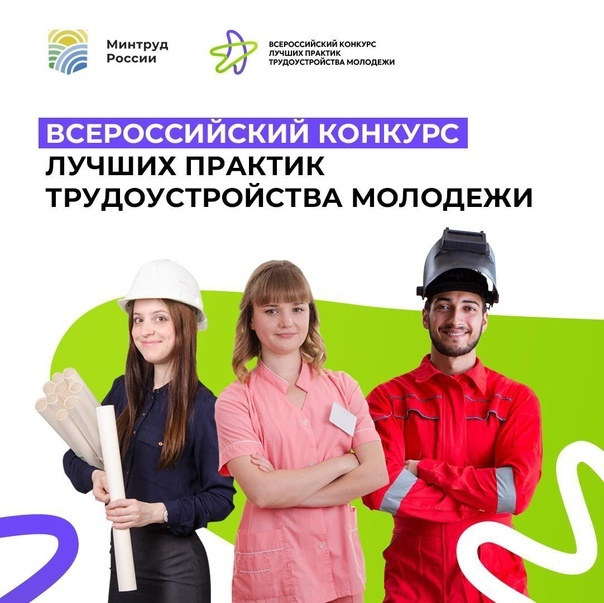 Минтруд
России
ВСЕРОССИЙСКИЙ КОНКУРС
ЛУЧШИХ ПРАКТИК
ТРУДОУСТРОЙСТВА МОЛОДЕЖИ
ВСЕРОССИЙСКИЙ КОНКУРС
ЛУЧШИХ ПРАКТИК
ТРУДОУСТРОЙСТВА МОЛОДЕЖИ